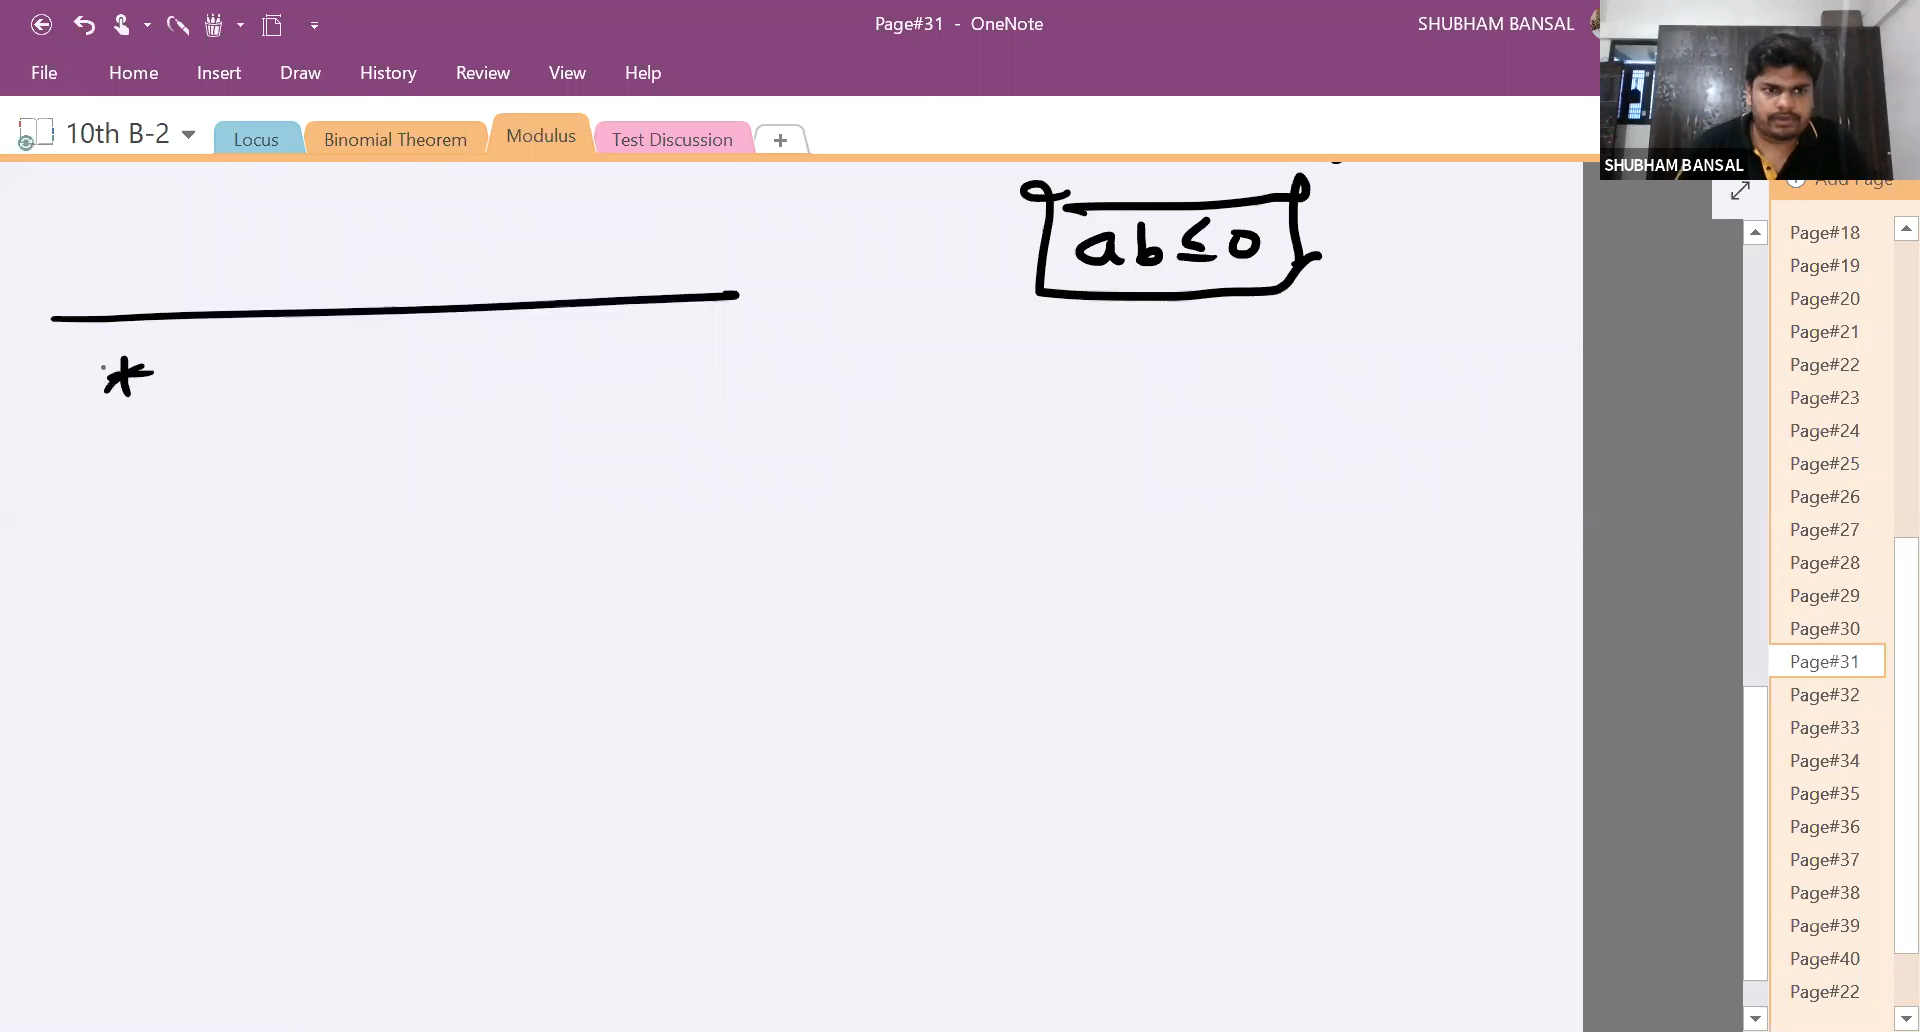 Page#31 - OneNote
SHUBHAM BANSAL
File Home Insert Draw History Review View Help
SHUBHAM BANSAL
10th B-2
Locus
Binomial Theorem
Modulus
Test Discussion
+
ab≤0
*
Add Page
Page#18
Page#19
Page#20
Page#21
Page#22
Page#23
Page#24
Page#25
Page#26
Page#27
Page#28
Page#29
Page#30
Page#31
Page#32
Page#33
Page#34
Page#35
Page#36
Page#37
Page#38
Page#39
Page#40
Page#22